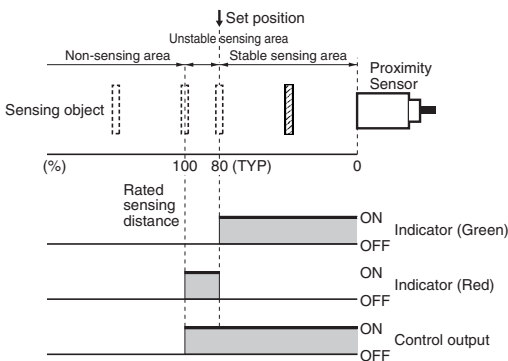 Set position
Unstable sensing area
Non-sensing area
Stable sensing area
Proximity
Sensor
Sensing object
(%)
100
80 (TYP)
0
Rated
sensing
distance
ON
Indicator (Green)
OFF
ON
Indicator (Red)
OFF
ON
Control output
OFF